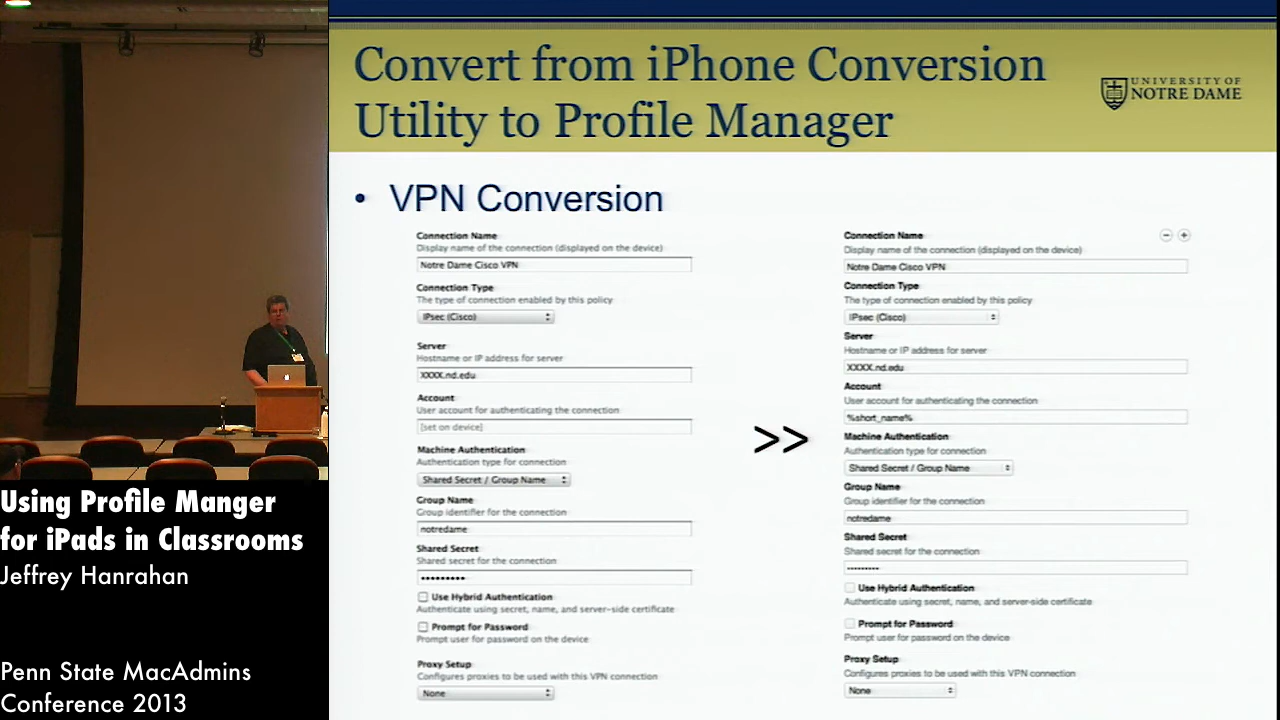 Convert from iPhone Conversion
Utility to Profile Manager
UNIVERSITY OF
NOTRE DAME
• VPN Conversion
Connection Name
Display name of the connection (displayed on the device)
Notre Dame Cisco VPN
Connection Type
The type of connection enabled by this policy
IPsec (Cisco)
Server
Hostname or IP address for server
XXXX.nd.edu
Account
User account for authenticating the connection
[set on device]
Machine Authentication
Authentication type for connection
Shared Secret / Group Name
Group Name
Group identifier for the connection
notredame
Shared Secret
Shared secret for the connection
•••••••••
Use Hybrid Authentication
Authenticate using secret, name, and server-side certificate
Prompt for Password
Prompt user for password on the device
Proxy Setup
Configures proxies to be used with this VPN connection
None
>>
Connection Name
Display name of the connection (displayed on the device)
Notre Dame Cisco VPN
Connection Type
The type of connection enabled by this policy
IPsec (Cisco)
Server
Hostname or IP address for server
XXXX.nd.edu
Account
User account for authenticating the connection
%short_name%
Machine Authentication
Authentication type for connection
Shared Secret / Group Name
Group Name
Group identifier for the connection
notredame
Shared Secret
Shared secret for the connection
•••••••••
Use Hybrid Authentication
Authenticate using secret, name, and server-side certificate
Prompt for Password
Prompt user for password on the device
Proxy Setup
Configures proxies to be used with this VPN connection
None
Using Profile Manger
for iPads in Classrooms
Jeffrey Hanrahan
Penn State MacAdmins
Conference 2013